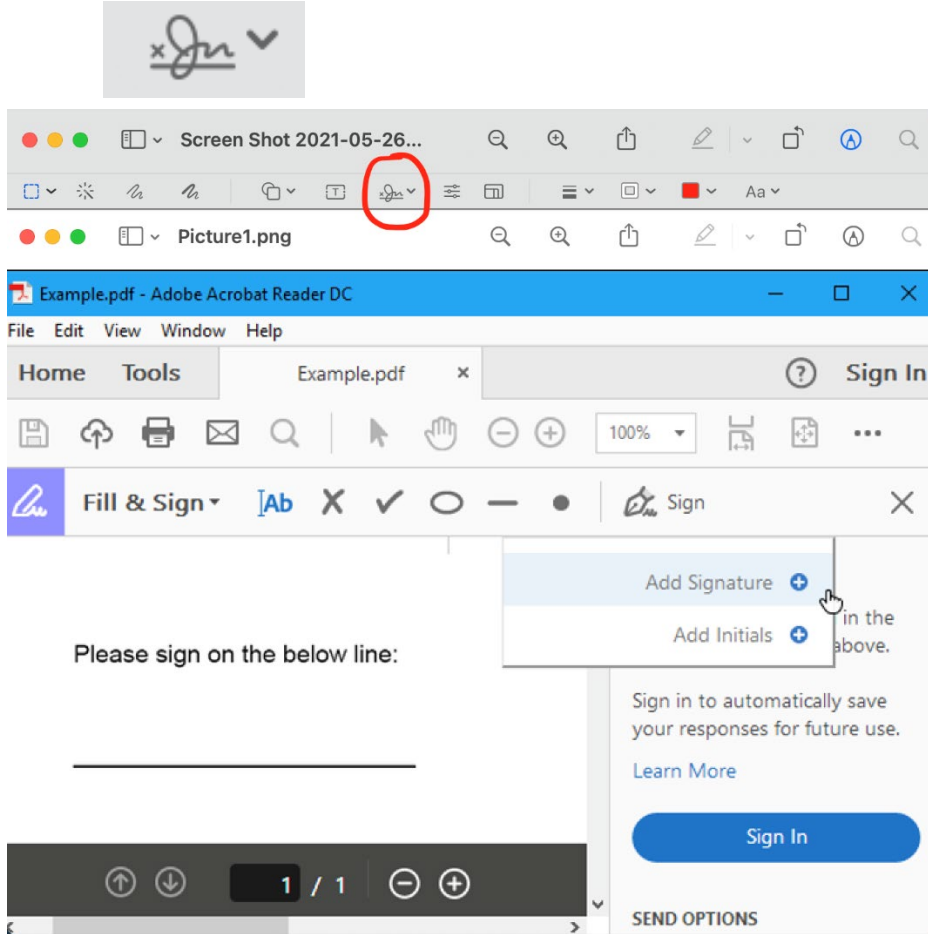 Screen Shot 2021-05-26...
T
Aa
Picture1.png
Example.pdf - Adobe Acrobat Reader DC
File Edit View Window Help
Home Tools Example.pdf × ? Sign In
100%
Fill & Sign Ab Sign
Add Signature
Add Initials
in the
above.
Please sign on the below line:
Sign in to automatically save
your responses for future use.
Learn More
Sign In
1 / 1
SEND OPTIONS